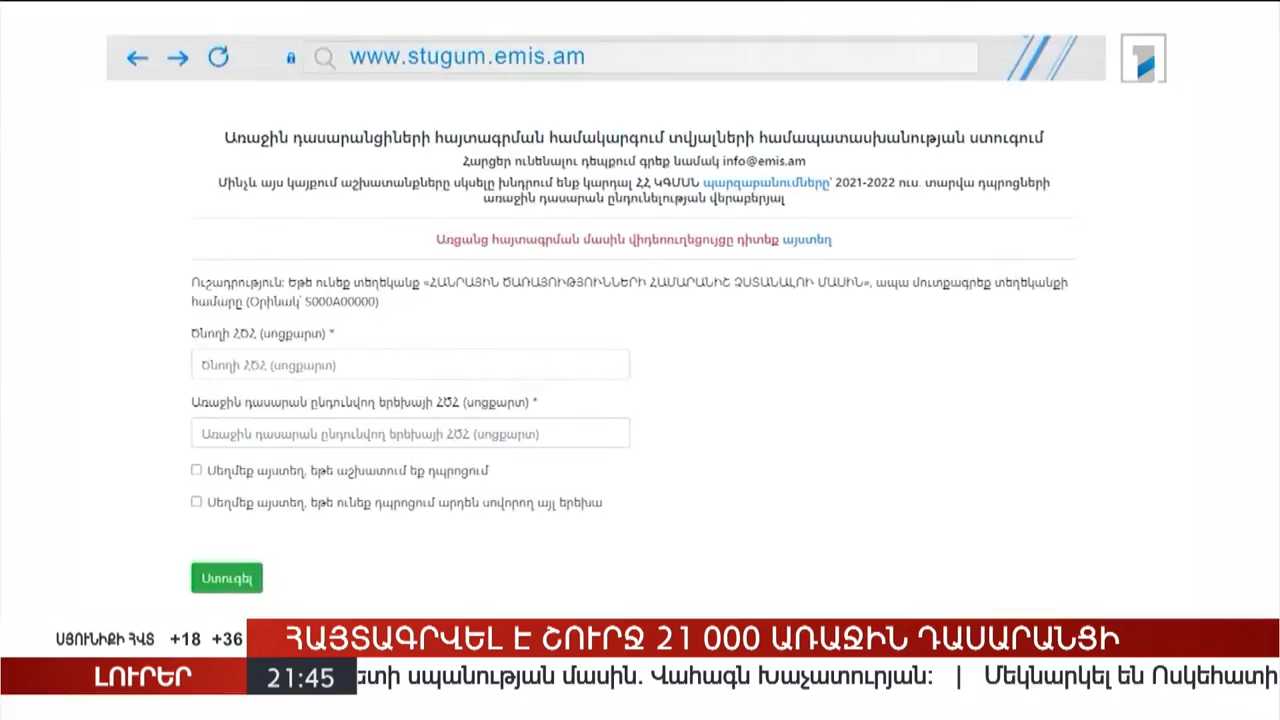 www.stugum.emis.am
Առաջին դասարանցիների հայտագրման համակարգում տվյալների համապատասխանության ստուգում
Հարցեր ունենալու դեպքում գրեք նամակ info@emis.am
Մինչև այս կայքում աշխատանքները սկսելը խնդրում ենք կարդալ ՀՀ ԿԳՄՍՆ պարզաբանումները՝ 2021-2022 ուս. տարվա դպրոցների
առաջին դասարան ընդունելության վերաբերյալ
Առցանց հայտագրման մասին վիդեոուղեցույցը դիտեք այստեղ
Ուշադրություն: Եթե ունեք տեղեկանք «ՀԱՆՐԱՅԻՆ ԾԱՌԱՅՈՒԹՅՈՒՆՆԵՐԻ ՀԱՄԱՐԱՆԻՇ ՉՍՏԱՆԱԼՈՒ ՄԱՍԻՆ», ապա մուտքագրեք տեղեկանքի
համարը (Օրինակ՝ S000A00000)
Ծնողի ՀԾՀ (սոցքարտ) *
Ծնողի ՀԾՀ (սոցքարտ)
Առաջին դասարան ընդունվող երեխայի ՀԾՀ (սոցքարտ) *
Առաջին դասարան ընդունվող երեխայի ՀԾՀ (սոցքարտ)
Սեղմեք այստեղ, եթե աշխատում եք դպրոցում
Սեղմեք այստեղ, եթե ունեք դպրոցում արդեն սովորող այլ երեխա
Ստուգել
ՍՅՈՒՆԻՔԻ ՀՎՏ +18 +36
ՀԱՅՏԱԳՐՎԵԼ Է ՇՈՒՐՋ 21 000 ԱՌԱՋԻՆ ԴԱՍԱՐԱՆՑԻ
ԼՈՒՐԵՐ 21:45 ետի սպանության մասին. Վահագն Խաչատուրյան: | Մեկնարկել են Ոսկեհատի